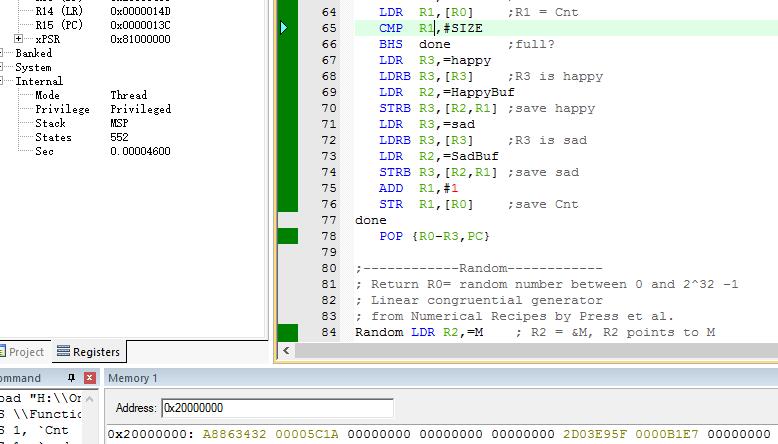 R14 (LR) 0x0000014D
R15 (PC) 0x0000013C
xPSR 0x81000000
Banked
System
Internal
Mode Thread
Privilege Privileged
Stack MSP
States 552
Sec 0.00004600
64 LDR R1,[R0] ;R1 = Cnt
65 CMP R1,#SIZE
66 BHS done ;full?
67 LDR R3,=happy
68 LDRB R3,[R3] ;R3 is happy
69 LDR R2,=HappyBuf
70 STRB R3,[R2,R1] ;save happy
71 LDR R3,=sad
72 LDRB R3,[R3] ;R3 is sad
73 LDR R2,=SadBuf
74 STRB R3,[R2,R1] ;save sad
75 ADD R1,#1
76 STR R1,[R0] ;save Cnt
77 done
78 POP {R0-R3,PC}
79
80 ;------------Random------------
81 ; Return R0= random number between 0 and 2^32 -1
82 ; Linear congruential generator
83 ; from Numerical Recipes by Press et al.
84 Random LDR R2,=M ; R2 = &M, R2 points to M
Project Registers
ommand
oad "H:\\On
S \\Functio
S 1, `Cnt
Memory 1
Address: 0x20000000
0x20000000: A8863432 00005C1A 00000000 00000000 00000000 2D03E95F 0000B1E7 00000000